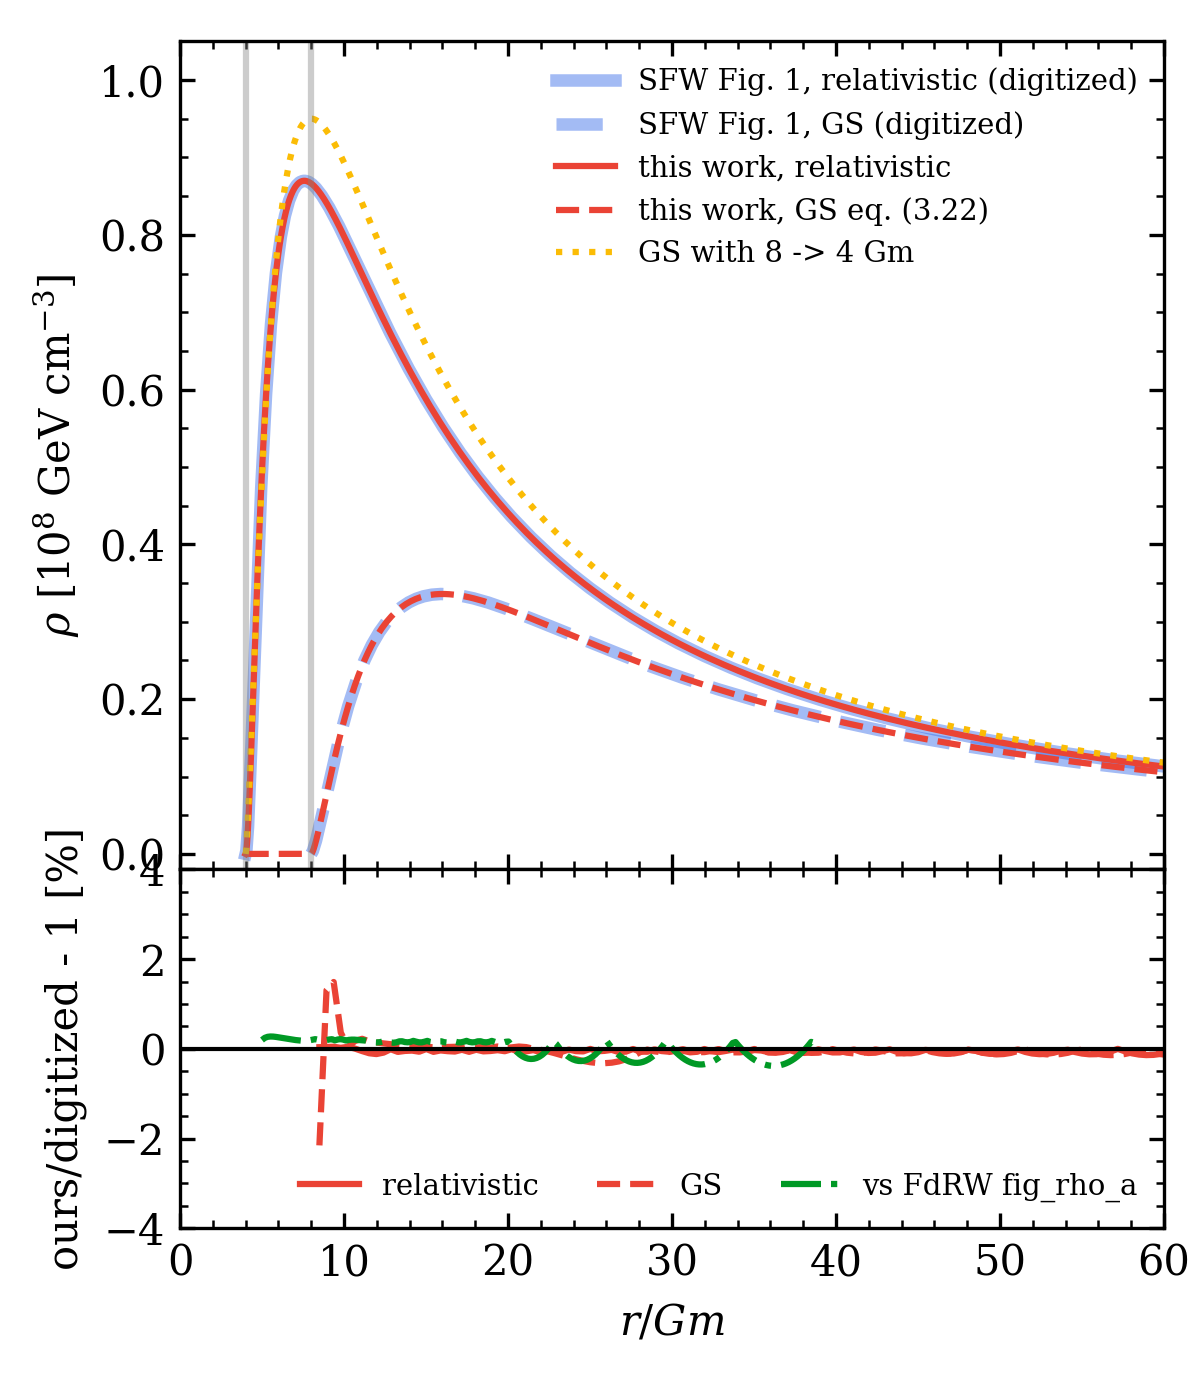 SFW Fig. 1, relativistic (digitized)
SFW Fig. 1, GS (digitized)
this work, relativistic
this work, GS eq. (3.22)
GS with 8 -> 4 Gm
ρ [10⁸ GeV cm⁻³]
1.0
0.8
0.6
0.4
0.2
0.0
ours/digitized - 1 [%]
4
2
0
−2
−4
relativistic
GS
vs FdRW fig_rho_a
0 10 20 30 40 50 60
r/Gm